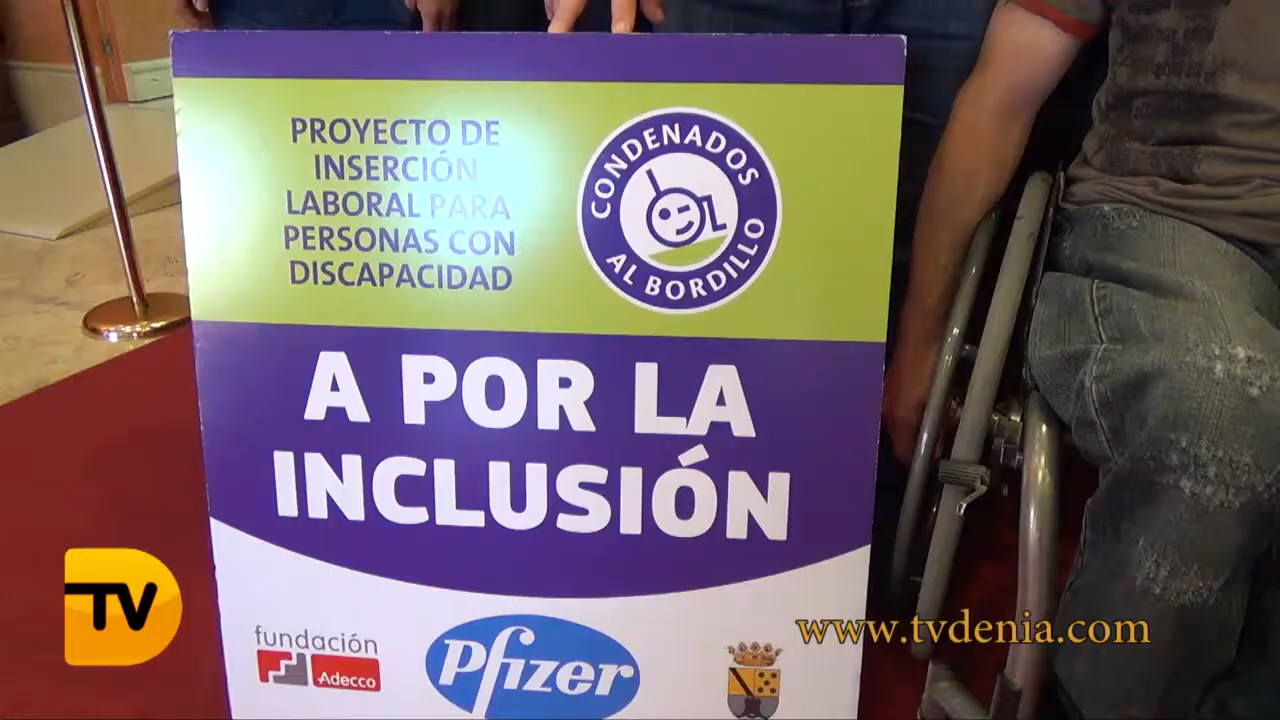 PROYECTO DE
INSERCIÓN
LABORAL PARA
PERSONAS CON
DISCAPACIDAD
CONDENADOS
AL BORDILLO
A POR LA
INCLUSIÓN
fundación
Adecco
Pfizer
TV
www.tvdenia.com